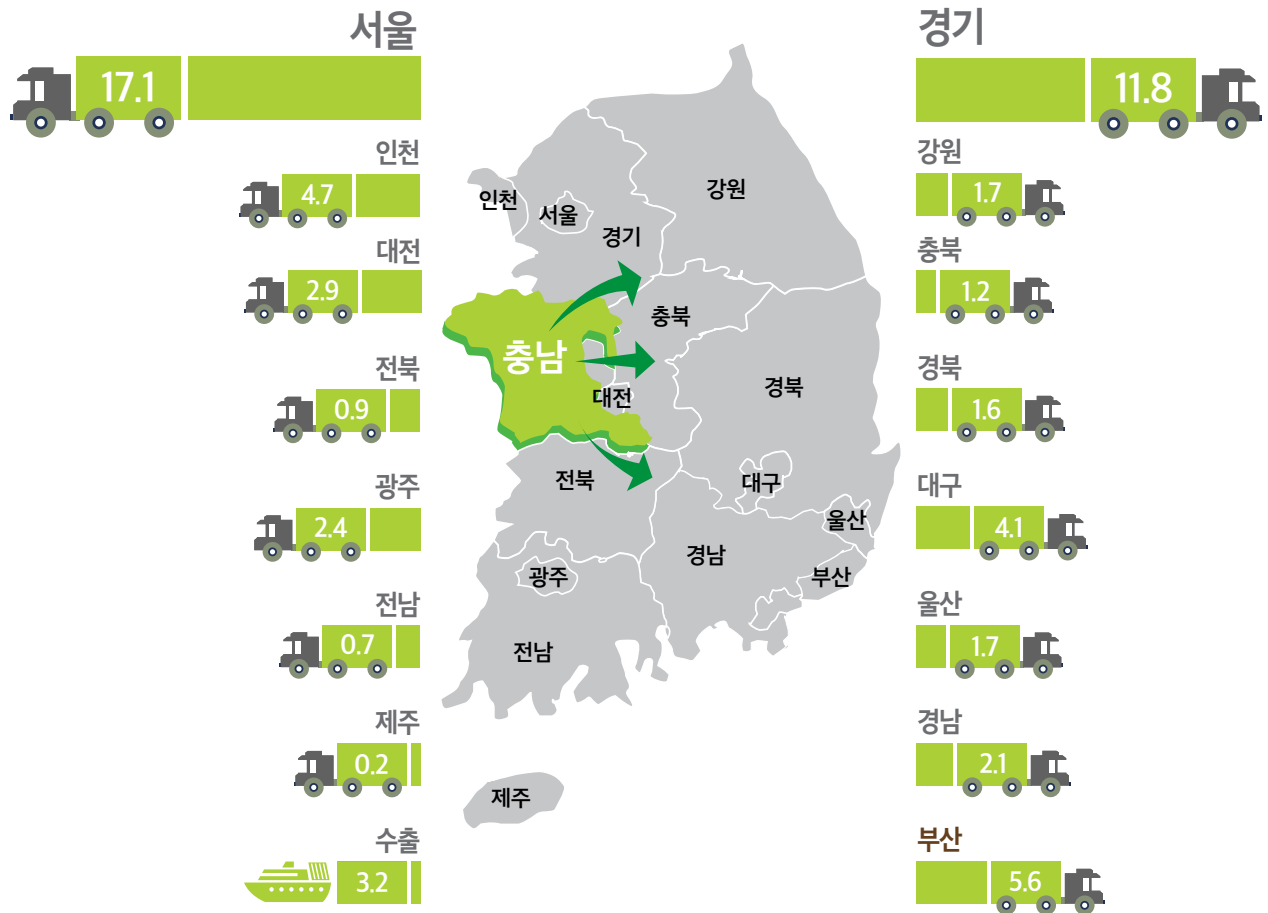 서울
17.1
인천
4.7
대전
2.9
전북
0.9
광주
2.4
전남
0.7
제주
0.2
수출
3.2
인천
서울
경기
강원
충북
충남
대전
경북
전북
대구
울산
경남
부산
광주
전남
제주
경기
11.8
강원
1.7
충북
1.2
경북
1.6
대구
4.1
울산
1.7
경남
2.1
부산
5.6